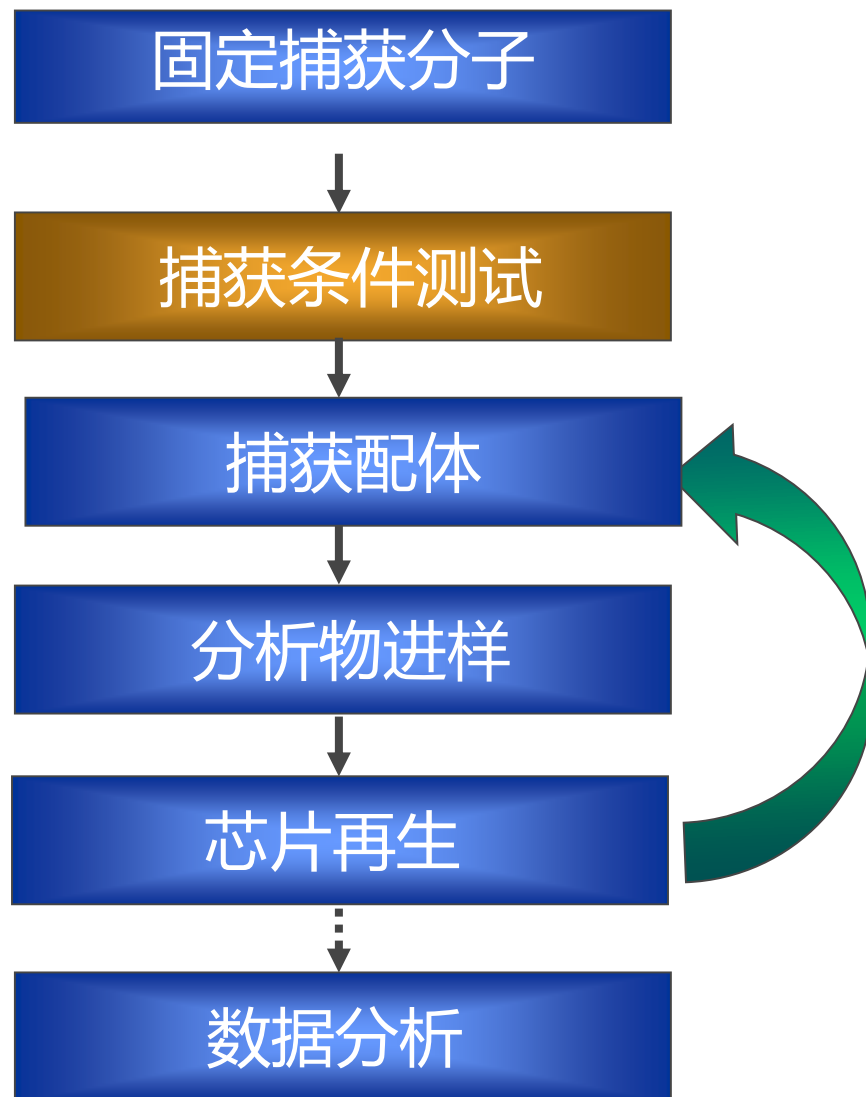 固定捕获分子
捕获条件测试
捕获配体
分析物进样
芯片再生
数据分析